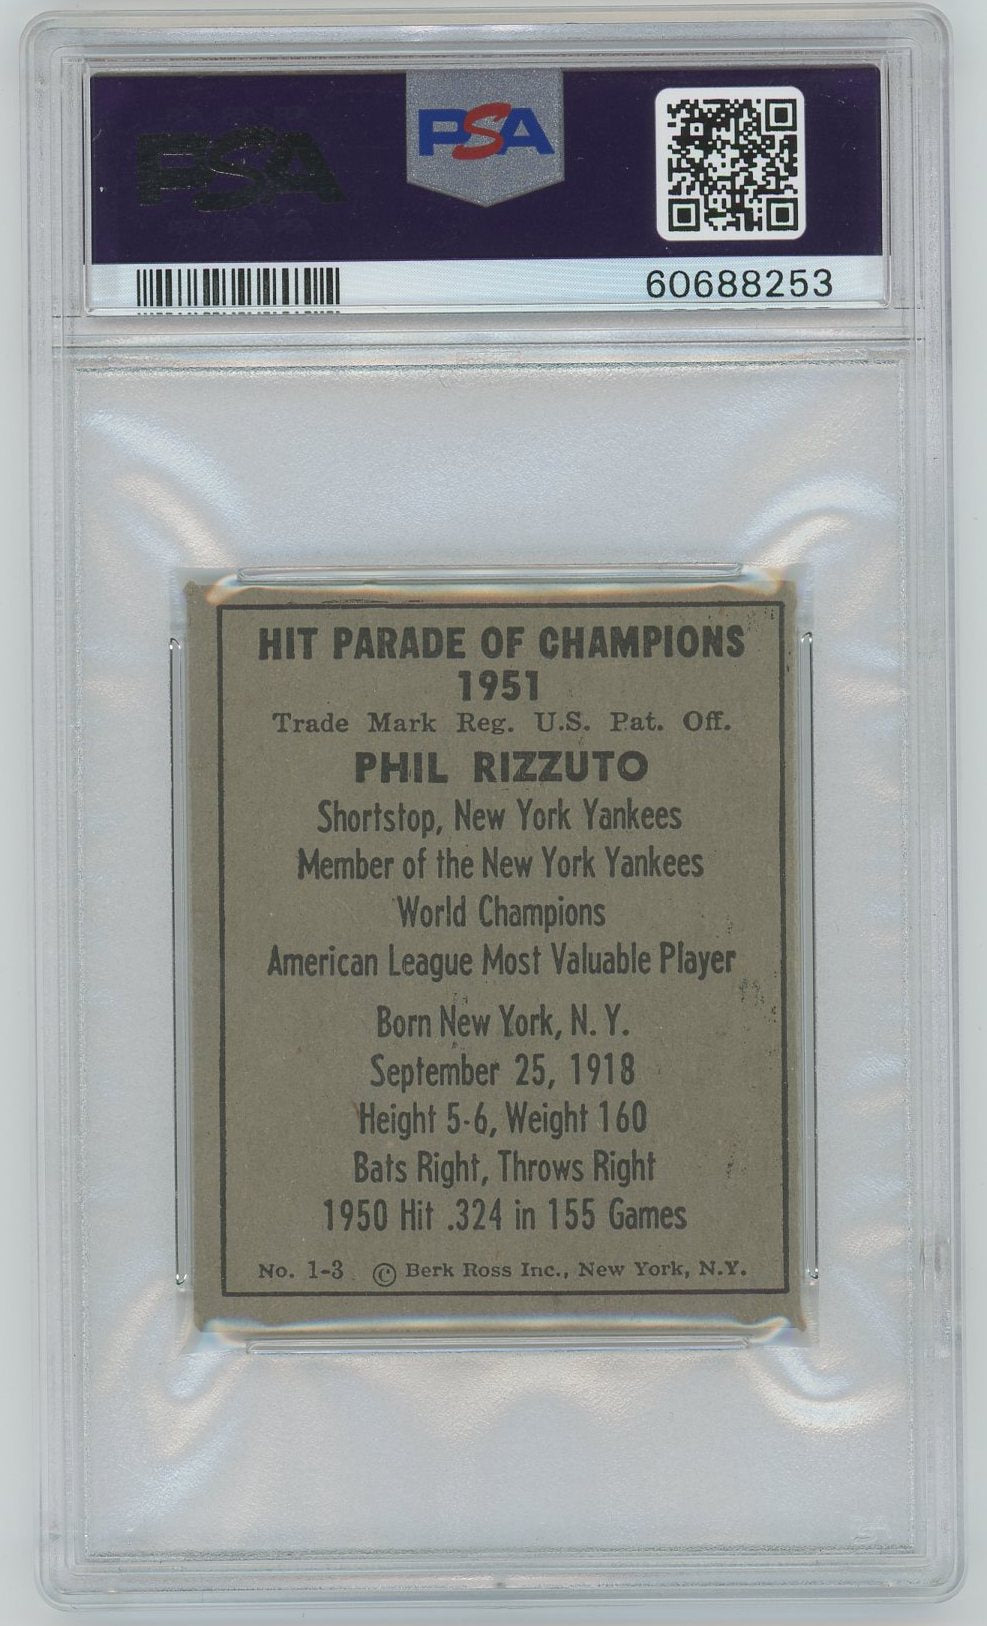 PSA
PSA
60688253
HIT PARADE OF CHAMPIONS
1951
Trade Mark Reg. U.S. Pat. Off.
PHIL RIZZUTO
Shortstop, New York Yankees
Member of the New York Yankees
World Champions
American League Most Valuable Player
Born New York, N. Y.
September 25, 1918
Height 5-6, Weight 160
Bats Right, Throws Right
1950 Hit .324 in 155 Games
No. 1-3 © Berk Ross Inc., New York, N.Y.